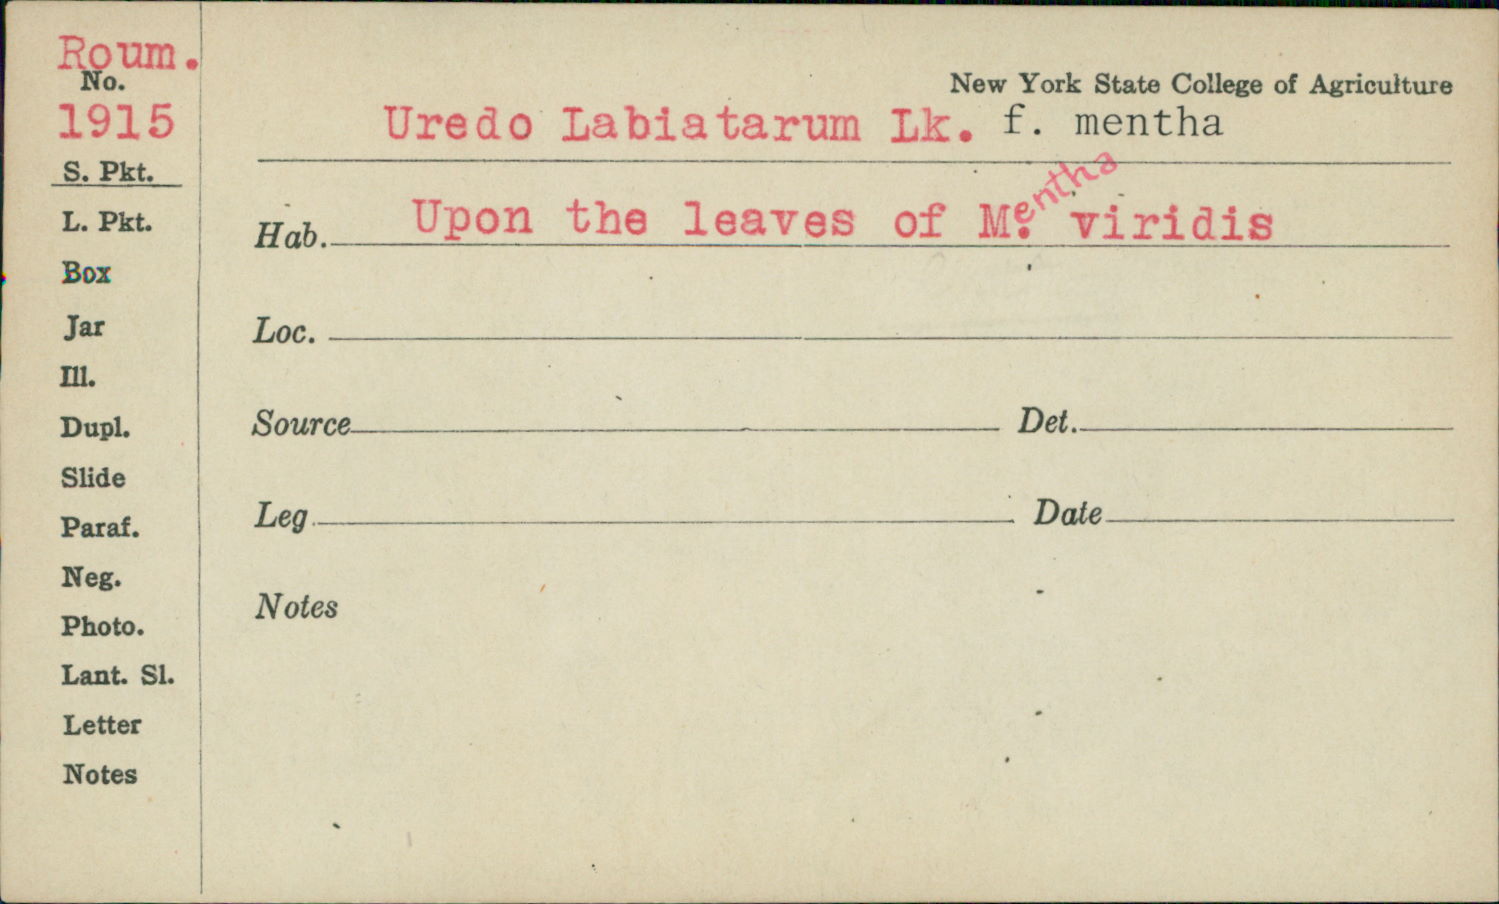 Roum.
No.
1915
S. Pkt.
L. Pkt.
Box
Jar
Ill.
Dupl.
Slide
Paraf.
Neg.
Photo.
Lant. Sl.
Letter
Notes
New York State College of Agriculture
Uredo Labiatarum Lk. f. mentha
Hab. Upon the leaves of Mentha viridis
Loc.
Source Det.
Leg Date
Notes